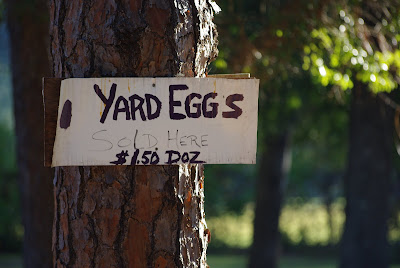 YARD EGGS
SOLD HERE
$1.50 DOZ